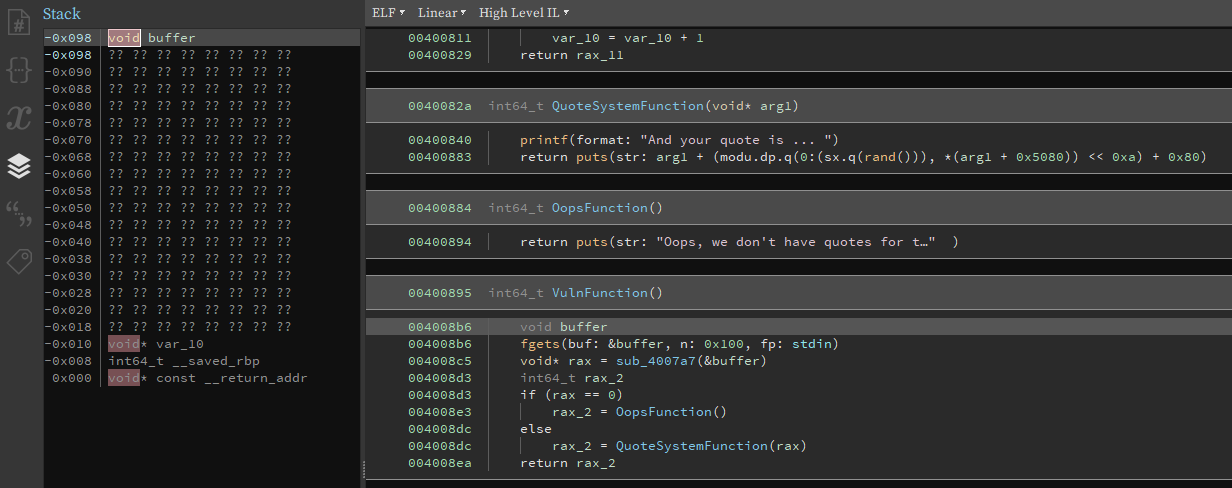 Stack
-0x098 void buffer
-0x098 ?? ?? ?? ?? ?? ?? ?? ??
-0x090 ?? ?? ?? ?? ?? ?? ?? ??
-0x088 ?? ?? ?? ?? ?? ?? ?? ??
-0x080 ?? ?? ?? ?? ?? ?? ?? ??
-0x078 ?? ?? ?? ?? ?? ?? ?? ??
-0x070 ?? ?? ?? ?? ?? ?? ?? ??
-0x068 ?? ?? ?? ?? ?? ?? ?? ??
-0x060 ?? ?? ?? ?? ?? ?? ?? ??
-0x058 ?? ?? ?? ?? ?? ?? ?? ??
-0x050 ?? ?? ?? ?? ?? ?? ?? ??
-0x048 ?? ?? ?? ?? ?? ?? ?? ??
-0x040 ?? ?? ?? ?? ?? ?? ?? ??
-0x038 ?? ?? ?? ?? ?? ?? ?? ??
-0x030 ?? ?? ?? ?? ?? ?? ?? ??
-0x028 ?? ?? ?? ?? ?? ?? ?? ??
-0x020 ?? ?? ?? ?? ?? ?? ?? ??
-0x018 ?? ?? ?? ?? ?? ?? ?? ??
-0x010 void* var_10
-0x008 int64_t __saved_rbp
0x000 void* const __return_addr
ELF Linear High Level IL
00400811 var_10 = var_10 + 1
00400829 return rax_11
0040082a int64_t QuoteSystemFunction(void* arg1)
00400840 printf(format: "And your quote is ... ")
00400883 return puts(str: arg1 + (modu.dp.q(0:(sx.q(rand())), *(arg1 + 0x5080)) << 0xa) + 0x80)
00400884 int64_t OopsFunction()
00400894 return puts(str: "Oops, we don't have quotes for t…" )
00400895 int64_t VulnFunction()
004008b6 void buffer
004008b6 fgets(buf: &buffer, n: 0x100, fp: stdin)
004008c5 void* rax = sub_4007a7(&buffer)
004008d3 int64_t rax_2
004008d3 if (rax == 0)
004008e3 rax_2 = OopsFunction()
004008dc else
004008dc rax_2 = QuoteSystemFunction(rax)
004008ea return rax_2